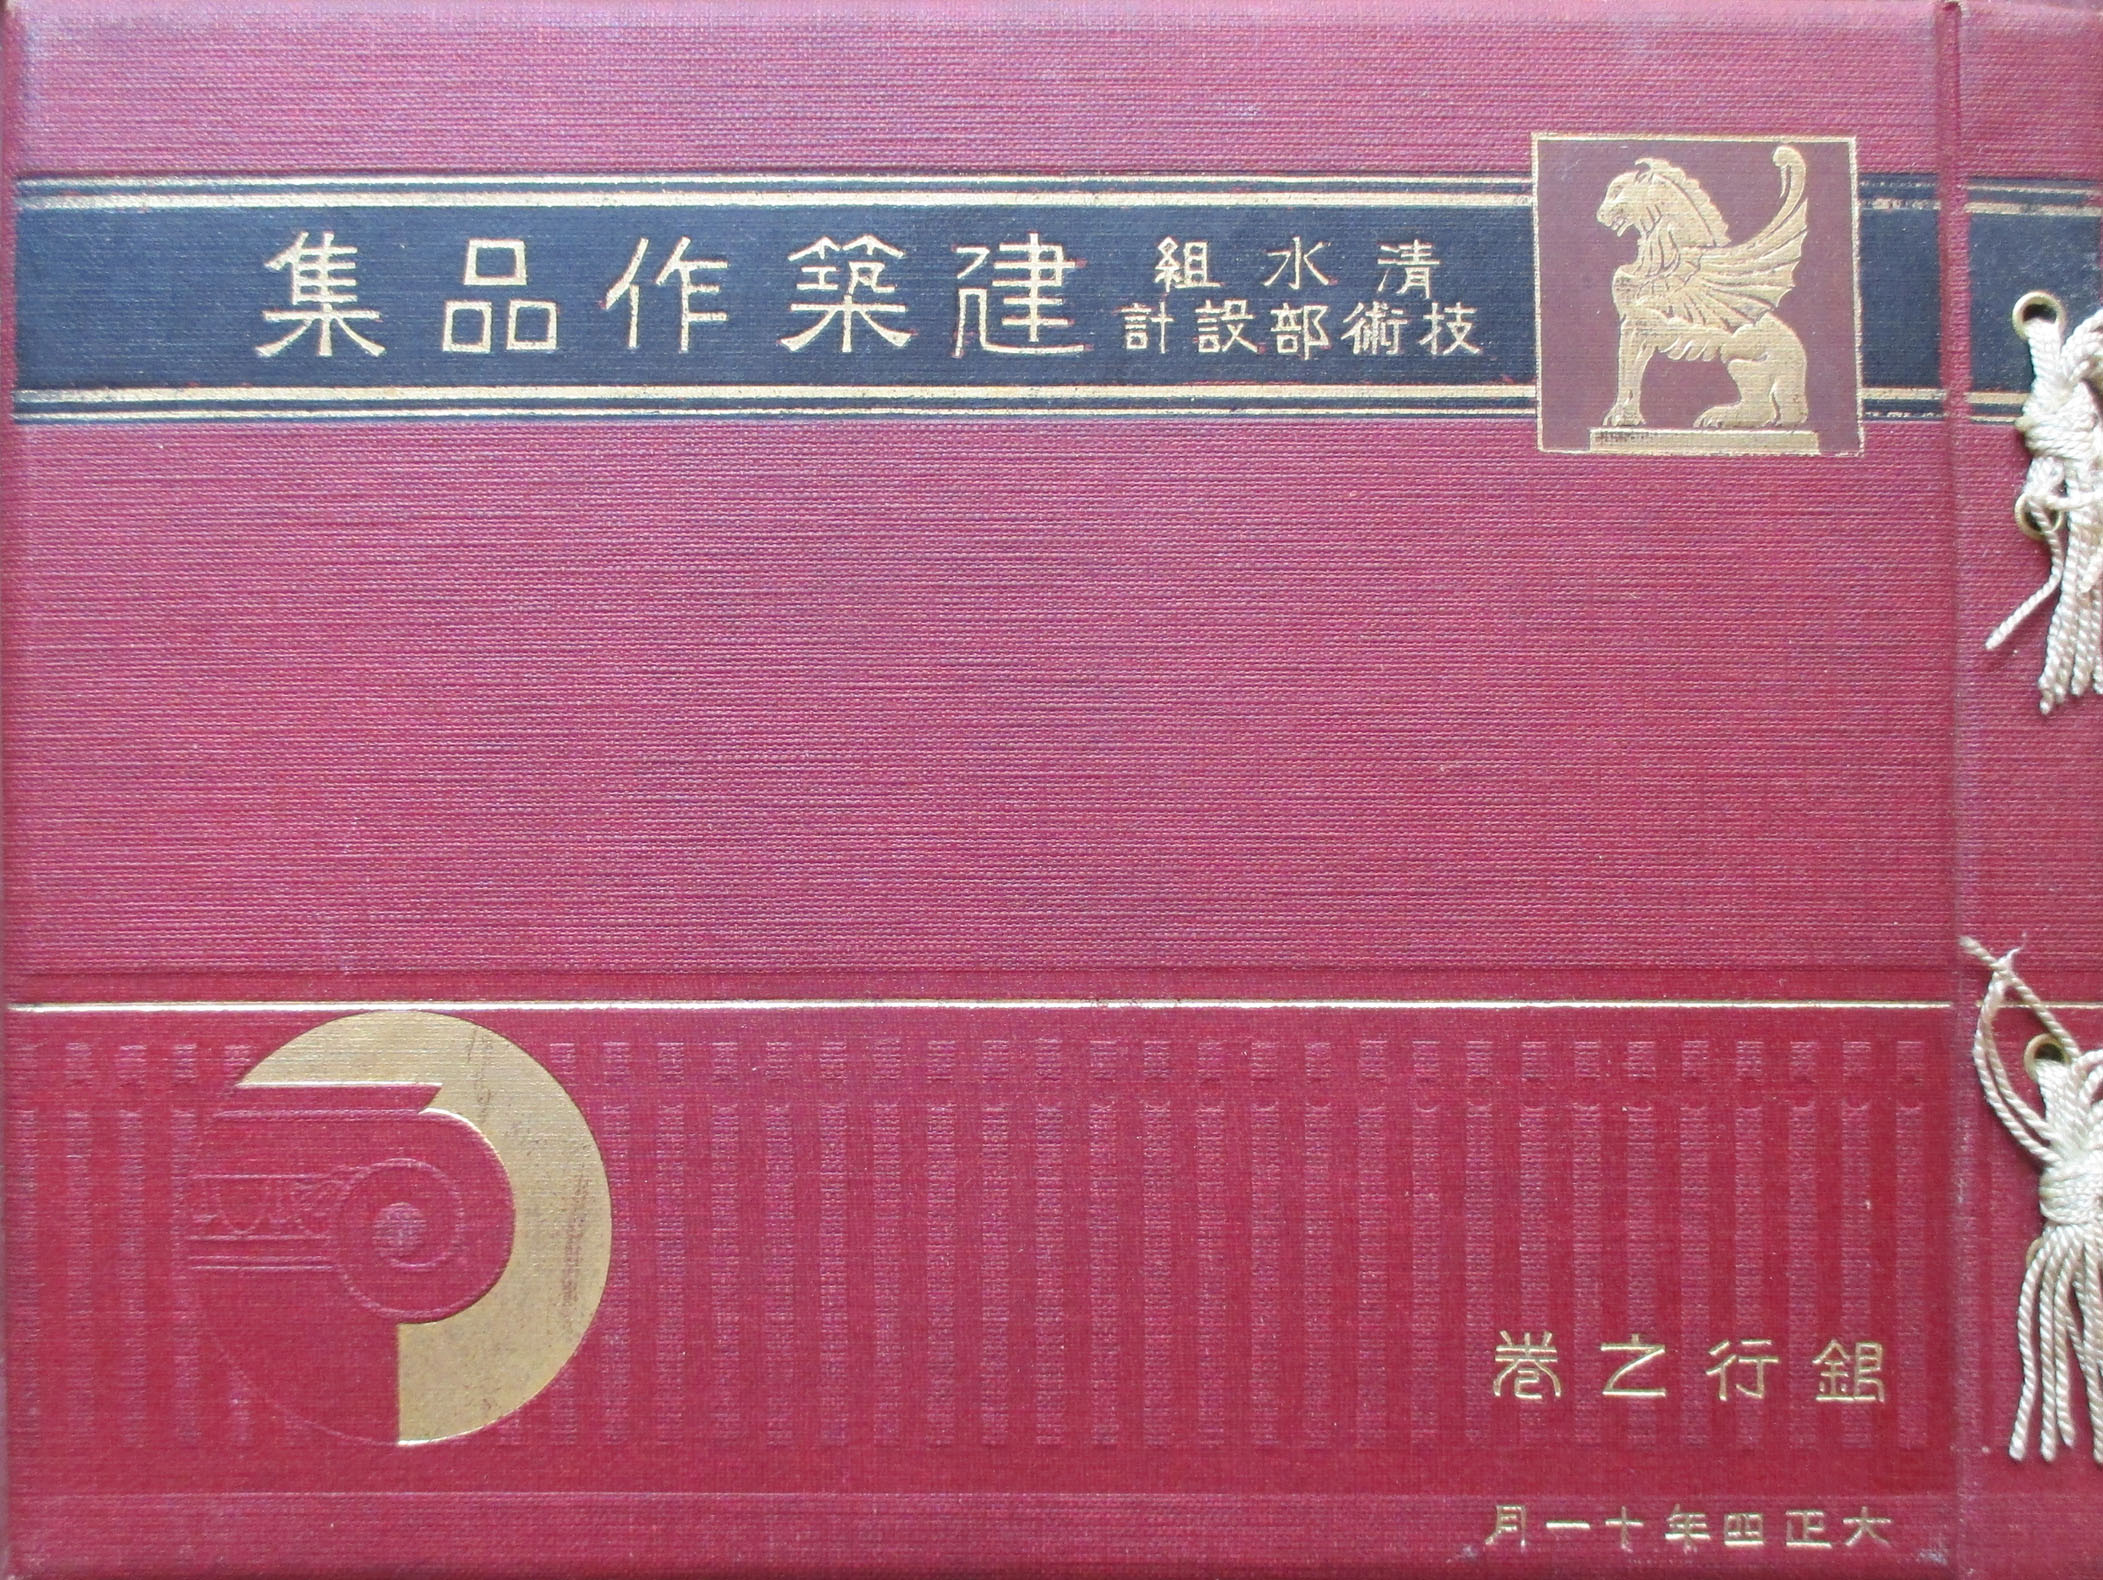 清水組
技術部設計
建築作品集
銀行之巻
大正四年十一月